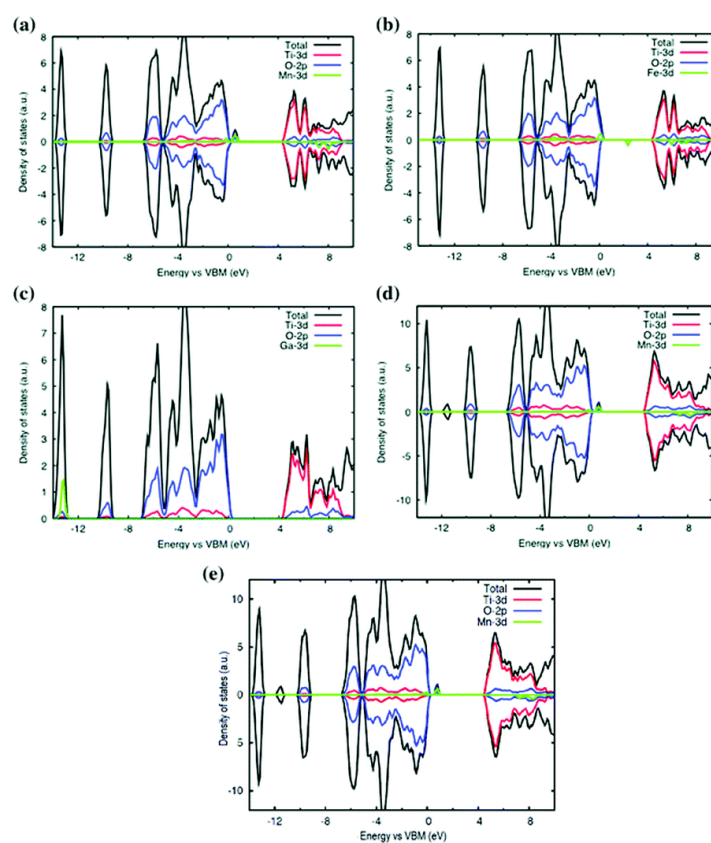 (a)
Total
Ti-3d
O-2p
Mn-3d
8
6
4
2
0
-2
-4
-6
-8
Density of states (a.u.)
-12
-8
-4
0
4
8
Energy vs VBM (eV)
(b)
Total
Ti-3d
O-2p
Fe-3d
8
6
4
2
0
-2
-4
-6
-8
Density of states (a.u.)
-12
-8
-4
0
4
8
Energy vs VBM (eV)
(c)
Total
Ti-3d
O-2p
Ga-3d
8
7
6
5
4
3
2
1
0
Density of states (a.u.)
-12
-8
-4
0
4
8
Energy vs VBM (eV)
(d)
Total
Ti-3d
O-2p
Mn-3d
10
5
0
-5
-10
Density of states (a.u.)
-12
-8
-4
0
4
8
Energy vs VBM (eV)
(e)
Total
Ti-3d
O-2p
Mn-3d
10
5
0
-5
-10
Density of states (a.u.)
-12
-8
-4
0
4
8
Energy vs VBM (eV)